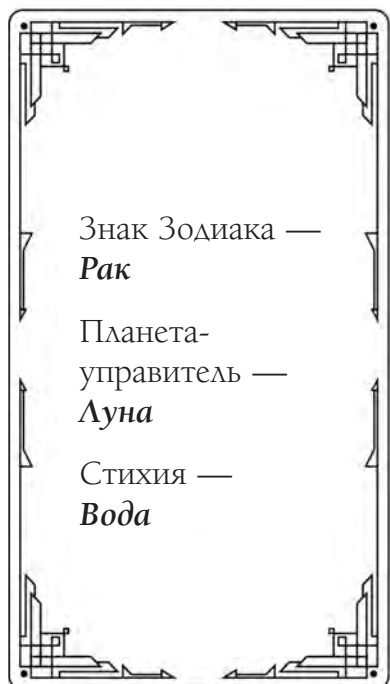 Знак Зодиака —
Рак
Планета-
управитель —
Луна
Стихия —
Вода